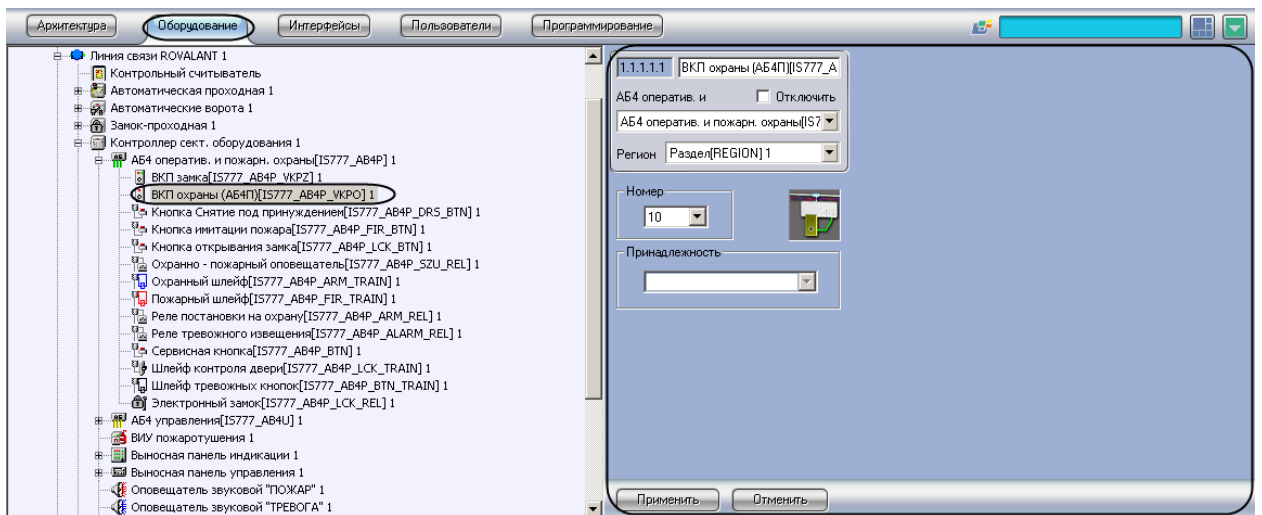 Архитектура Оборудование Интерфейсы Пользователи Программирование
Линия связи ROVALANT 1
Контрольный считыватель
Автоматическая проходная 1
Автоматические ворота 1
Замок-проходная 1
Контроллер сект. оборудования 1
АБ4 оператив. и пожарн. охраны[IS777_AB4P] 1
ВКП замка[IS777_AB4P_VKPZ] 1
ВКП охраны (АБ4П)[IS777_AB4P_VKPO] 1
Кнопка Снятие под принуждением[IS777_AB4P_DRS_BTN] 1
Кнопка имитации пожара[IS777_AB4P_FIR_BTN] 1
Кнопка открывания замка[IS777_AB4P_LCK_BTN] 1
Охранно - пожарный оповещатель[IS777_AB4P_SZU_REL] 1
Охранный шлейф[IS777_AB4P_ARM_TRAIN] 1
Пожарный шлейф[IS777_AB4P_FIR_TRAIN] 1
Реле постановки на охрану[IS777_AB4P_ARM_REL] 1
Реле тревожного извещения[IS777_AB4P_ALARM_REL] 1
Сервисная кнопка[IS777_AB4P_BTN] 1
Шлейф контроля двери[IS777_AB4P_LCK_TRAIN] 1
Шлейф тревожных кнопок[IS777_AB4P_BTN_TRAIN] 1
Электронный замок[IS777_AB4P_LCK_REL] 1
АБ4 управления[IS777_AB4U] 1
ВИУ пожаротушения 1
Выносная панель индикации 1
Выносная панель управления 1
Оповещатель звуковой "ПОЖАР" 1
Оповещатель звуковой "ТРЕВОГА" 1
1.1.1.1.1 ВКП охраны (АБ4П)[IS777_A
АБ4 оператив. и Отключить
АБ4 оператив. и пожарн. охраны[IS7
Регион Раздел[REGION] 1
Номер
10
Принадлежность
Применить Отменить